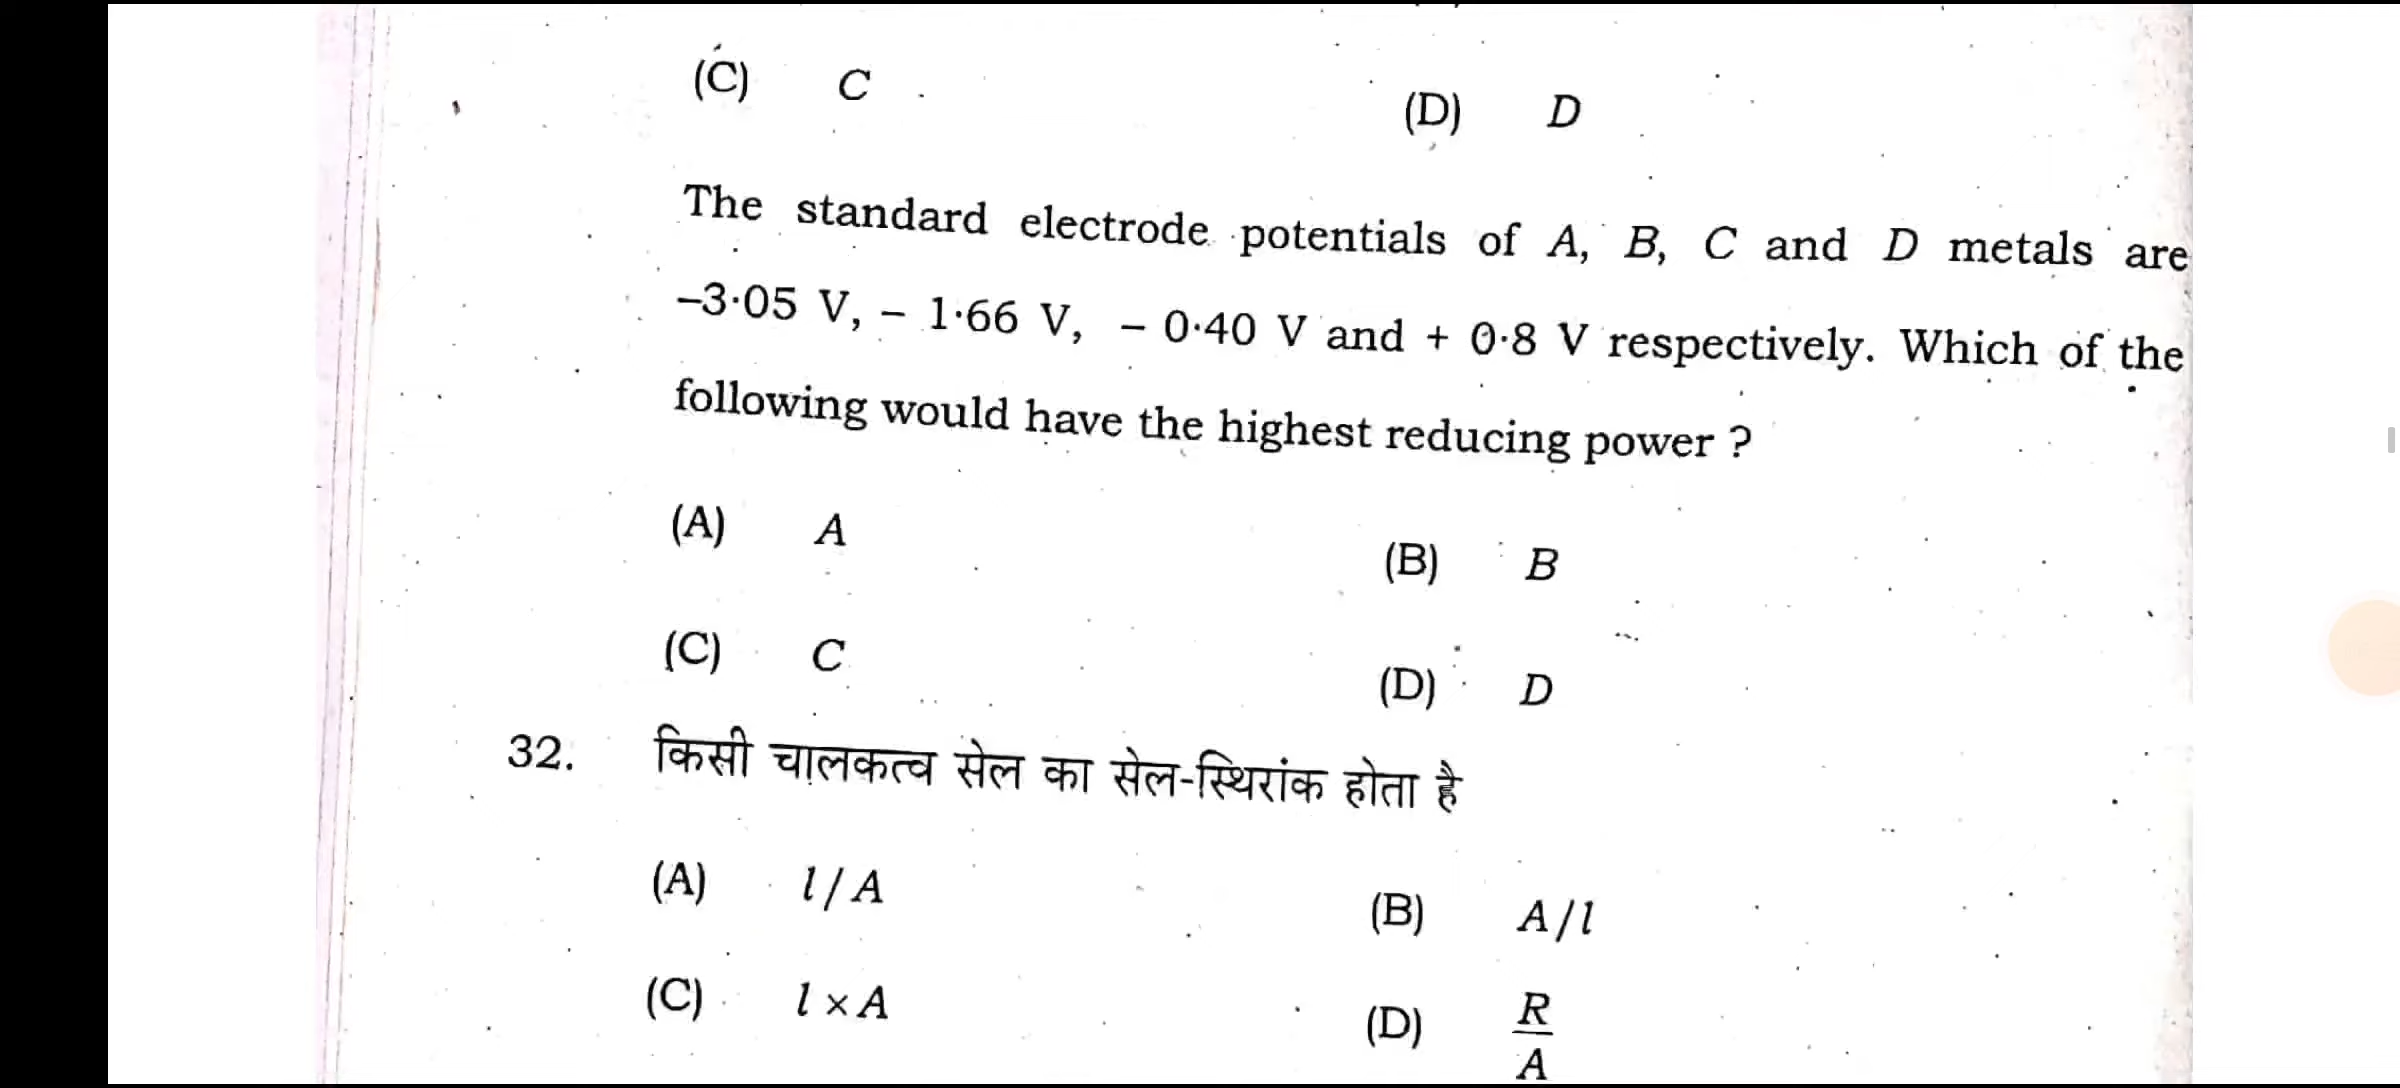 (C) C
(D) D
The standard electrode potentials of A, B, C and D metals are
–3·05 V, – 1·66 V, – 0·40 V and + 0·8 V respectively. Which of the
following would have the highest reducing power ?
(A) A
(B) B
(C) C
(D) D
32. किसी चालकत्व सेल का सेल-स्थिरांक होता है
(A) l / A
(B) A/l
(C) l × A
(D) R
A